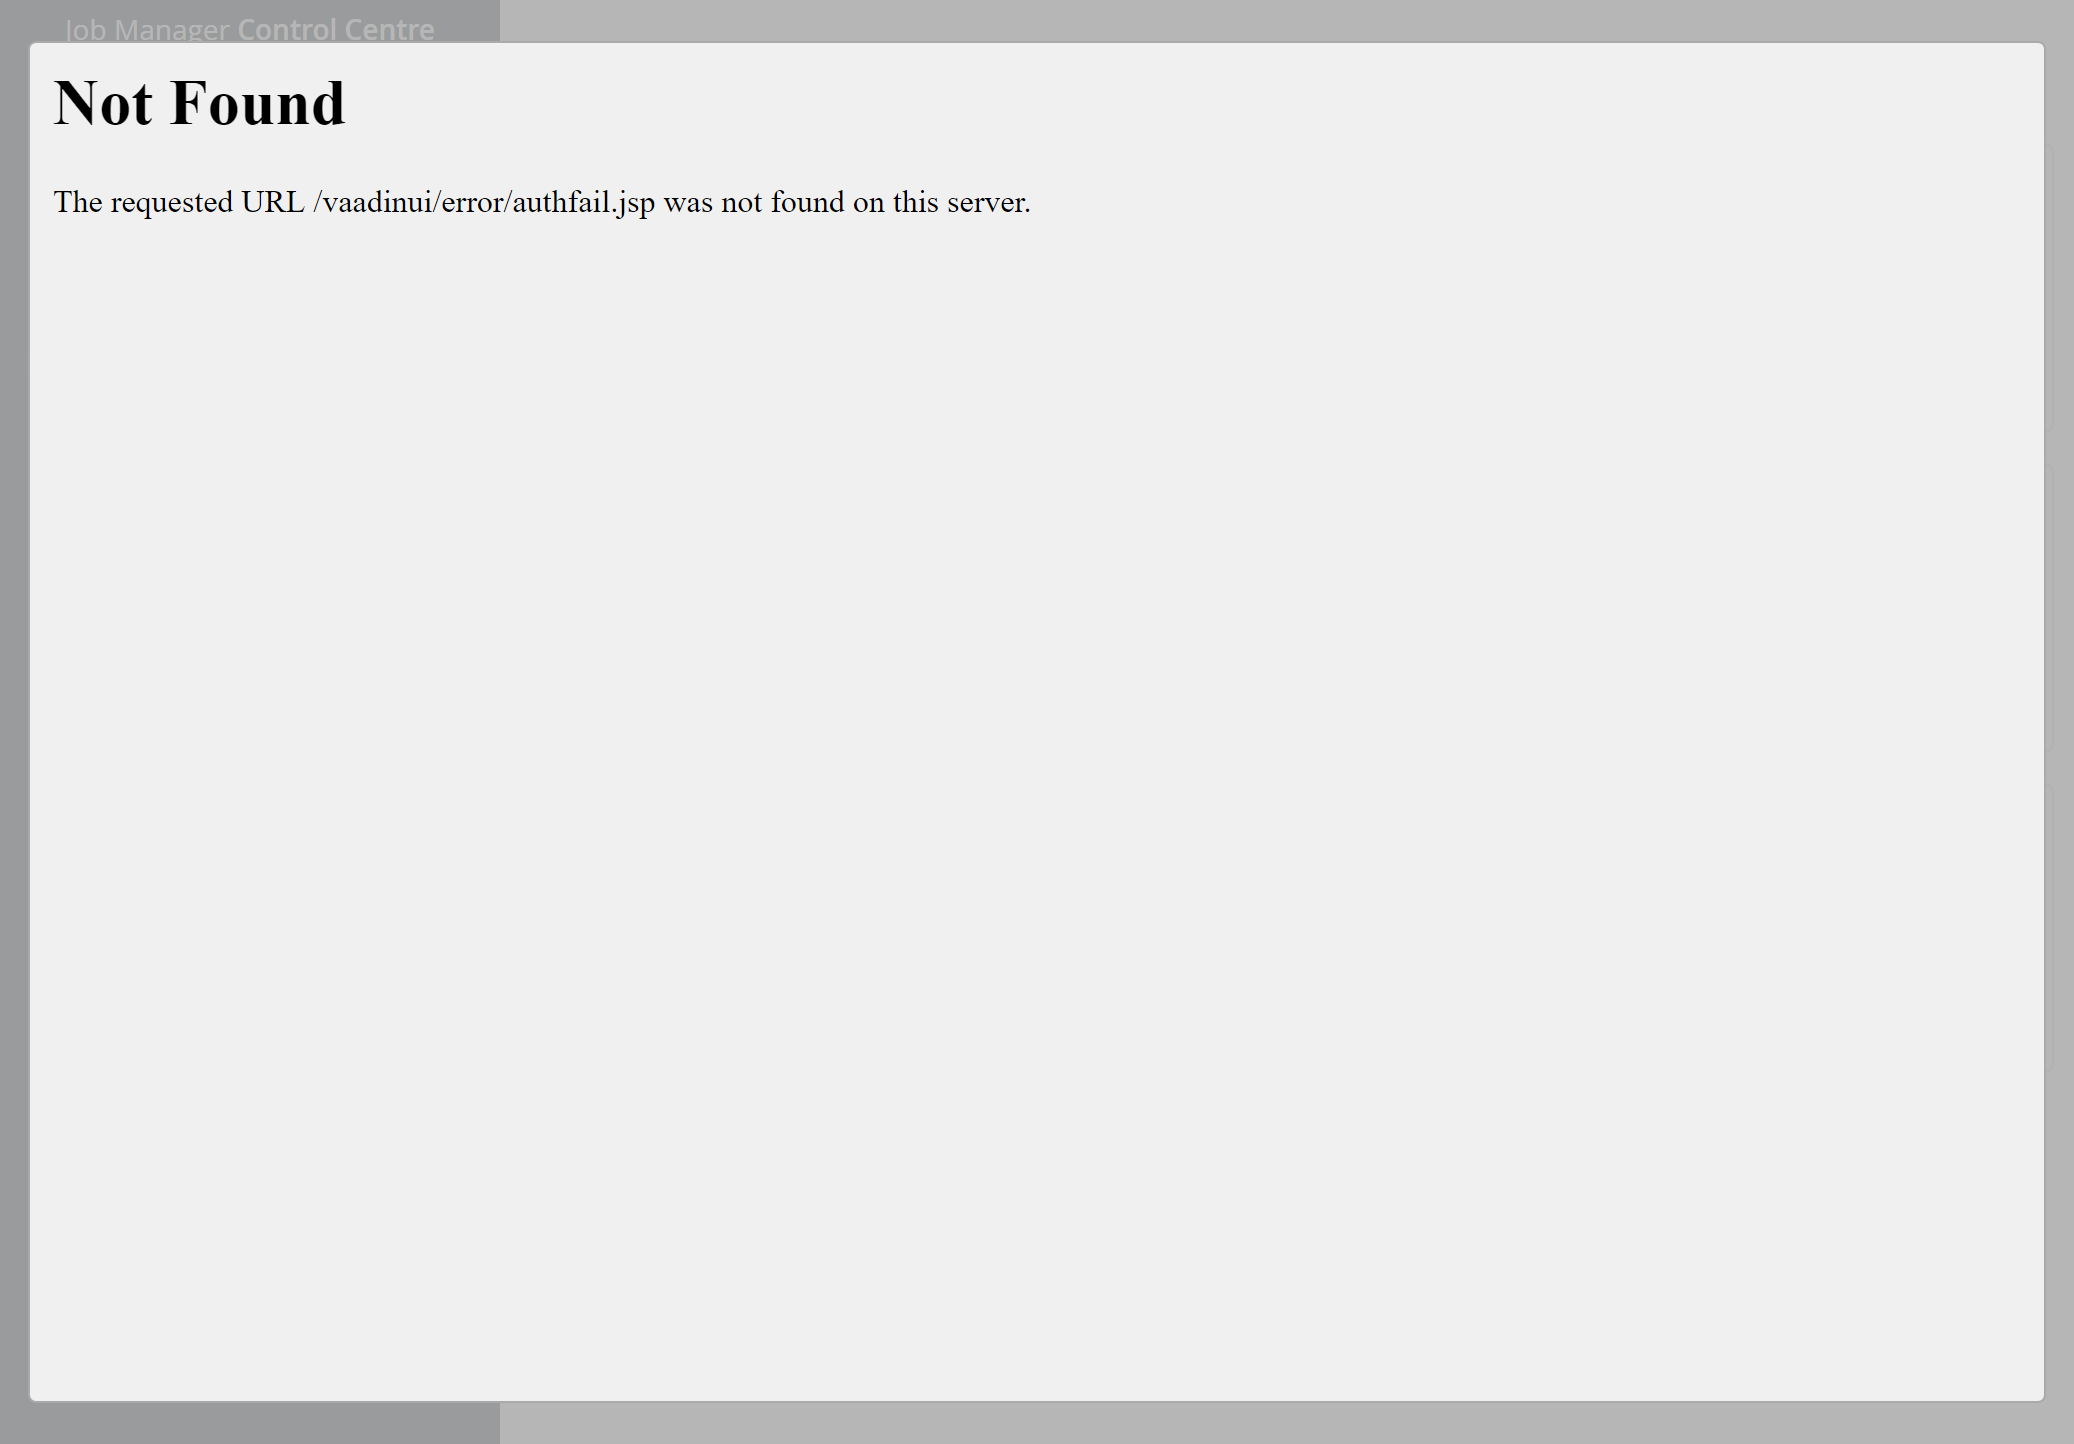 Job Manager Control Centre
Not Found
The requested URL /vaadinui/error/authfail.jsp was not found on this server.